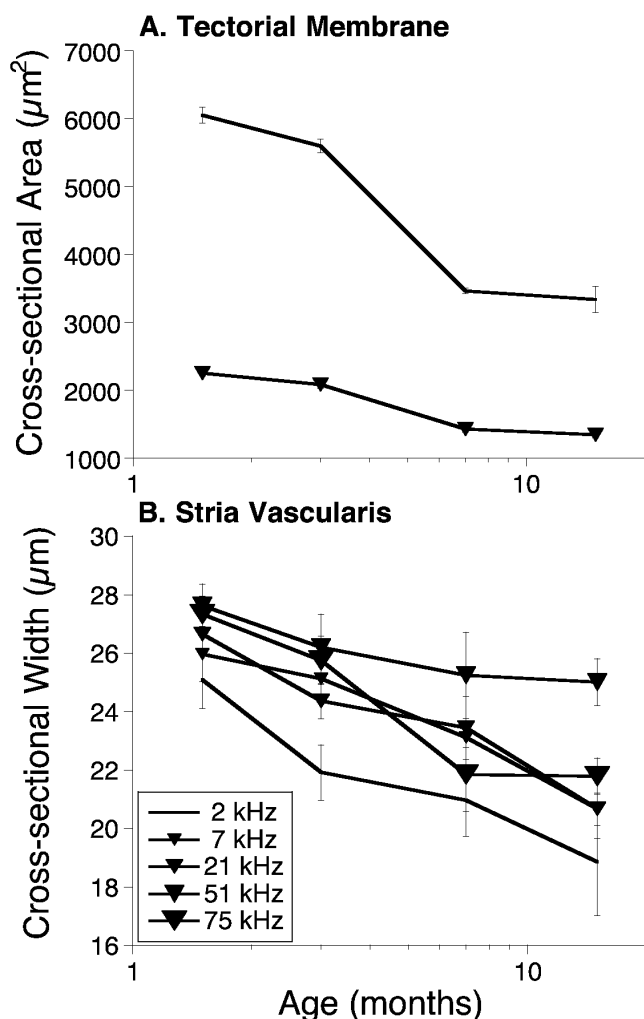 A. Tectorial Membrane
Cross-sectional Area (µm²)
7000
6000
5000
4000
3000
2000
1000
1
10
B. Stria Vascularis
Cross-sectional Width (µm)
30
28
26
24
22
20
18
16
2 kHz
7 kHz
21 kHz
51 kHz
75 kHz
1
10
Age (months)